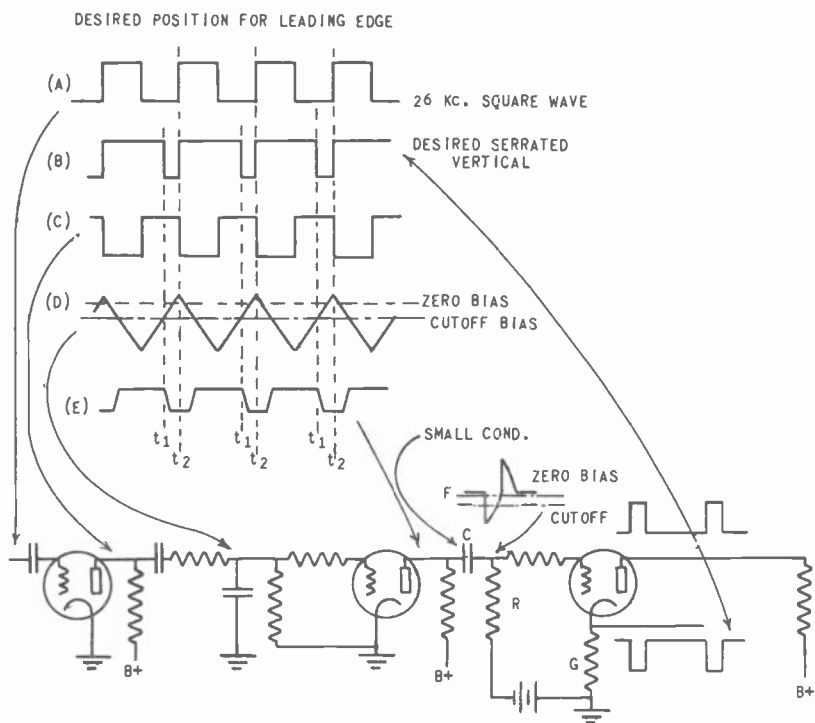 DESIRED POSITION FOR LEADING EDGE
(A)
26 KC. SQUARE WAVE
(B)
DESIRED SERRATED
VERTICAL
(C)
(D)
ZERO BIAS
CUTOFF BIAS
(E)
t1 t1 t1
t2 t2 t2
SMALL COND.
F
ZERO BIAS
CUTOFF
C
R
G
B+
B+
B+